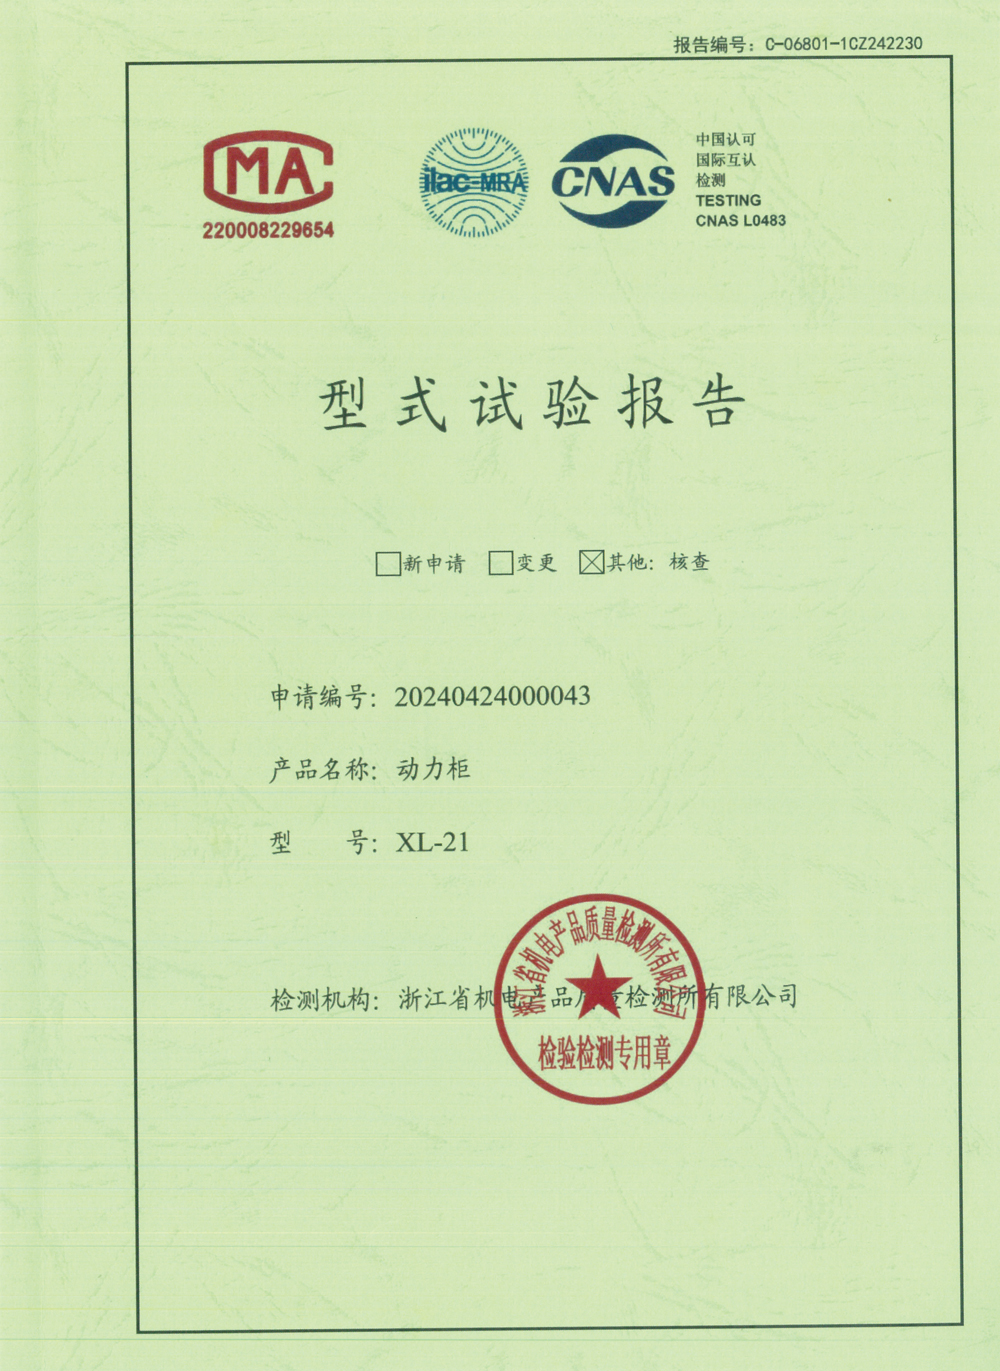 报告编号：C-06801-1CZ242230
MA
220008229654
ilac-MRA
CNAS
中国认可
国际互认
检测
TESTING
CNAS L0483
型式试验报告
新申请 变更 其他：核查
申请编号：20240424000043
产品名称：动力柜
型 号：XL-21
检测机构：浙江省机电产品质量检测所有限公司
浙江省机电产品质量检测所有限公司
检验检测专用章